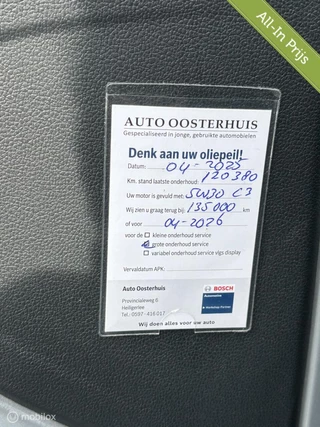 All-In Prijs
AUTO OOSTERHUIS
Gespecialiseerd in jonge, gebruikte automobielen
Denk aan uw oliepeil!
Datum: 04-2025
Km. stand laatste onderhoud: 120380
Uw motor is gevuld met: 5W30 C3
Wij zien u graag terug bij: 135000 km
of voor 04-2026
voor de: kleine onderhoud service
grote onderhoud service
variabel onderhoud service vlgs display
Vervaldatum APK:
Auto Oosterhuis
Provincialeweg 6
Heiligerlee
Tel.: 0597 - 418 017
BOSCH
Automotive
Wij doen alles voor uw auto
mobilox